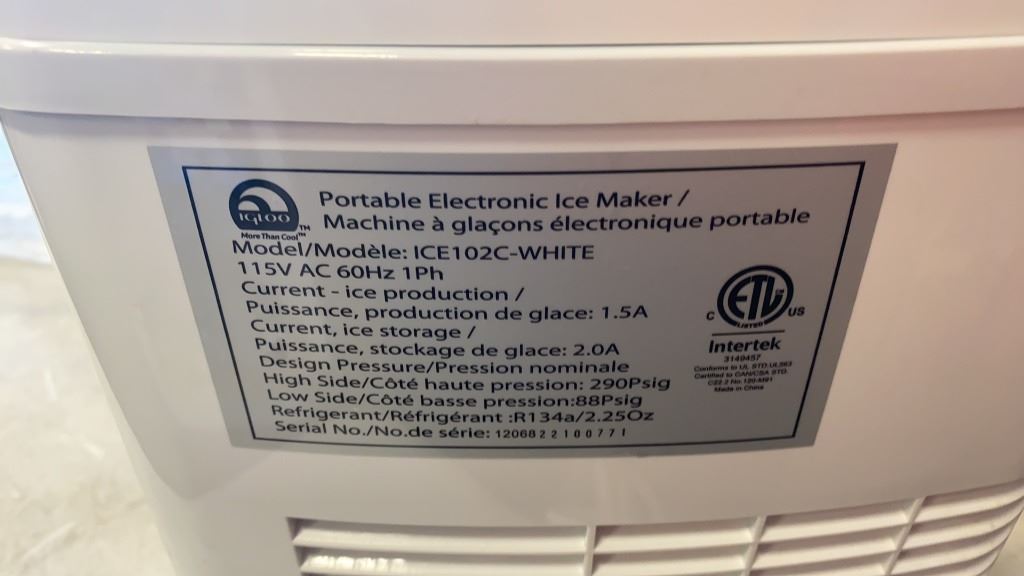 IGLOO™
More Than Cool™
Portable Electronic Ice Maker /
Machine à glaçons électronique portable
Model/Modèle: ICE102C-WHITE
115V AC 60Hz 1Ph
Current - ice production /
Puissance, production de glace: 1.5A
Current, ice storage /
Puissance, stockage de glace: 2.0A
Design Pressure/Pression nominale
High Side/Côté haute pression: 290Psig
Low Side/Côté basse pression:88Psig
Refrigerant/Réfrigérant :R134a/2.25Oz
Serial No./No.de série: 1206822100771
C ETL US
LISTED
Intertek
3149457
Conforms to UL STD.UL563
Certified to CAN/CSA STD.
C22.2 No.120-M91
Made in China